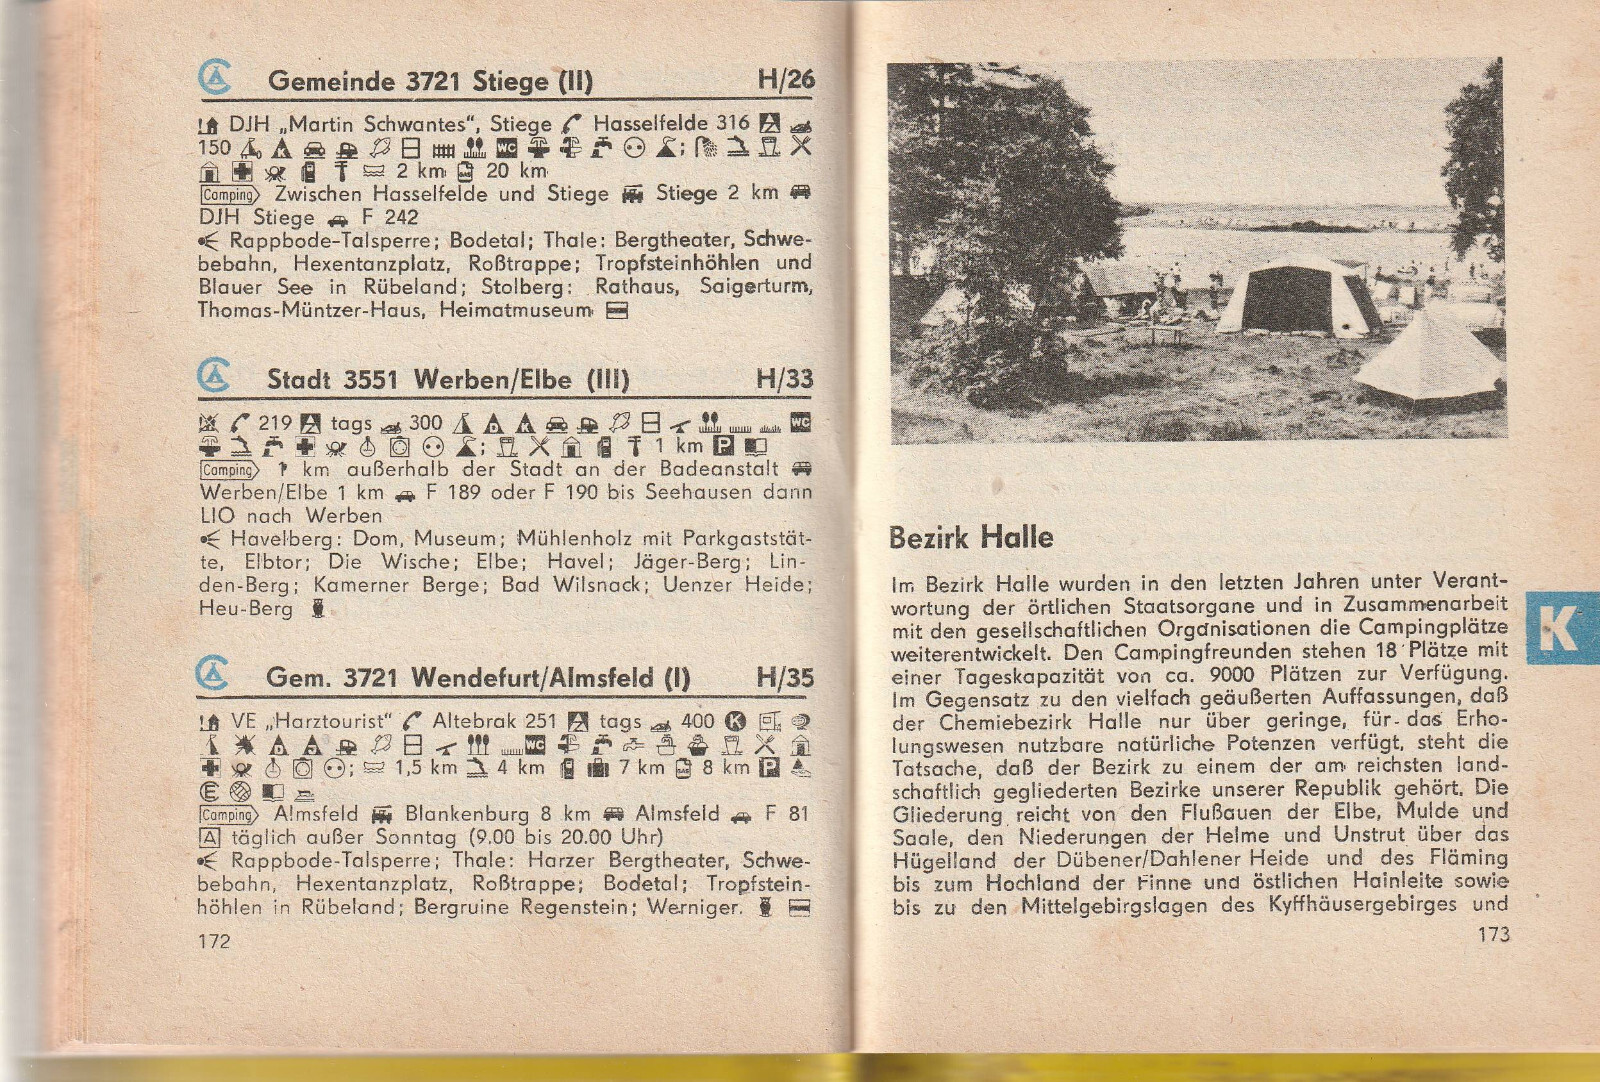 Gemeinde 3721 Stiege (II) H/26
DJH „Martin Schwantes“, Stiege Hasselfelde 316
150 WC
2 km 20 km
Camping Zwischen Hasselfelde und Stiege Stiege 2 km
DJH Stiege F 242
Rappbode-Talsperre; Bodetal; Thale: Bergtheater, Schwe-
bebahn, Hexentanzplatz, Roßtrappe; Tropfsteinhöhlen und
Blauer See in Rübeland; Stolberg: Rathaus, Saigerturm,
Thomas-Müntzer-Haus, Heimatmuseum
Stadt 3551 Werben/Elbe (III) H/33
219 tags 300 WC
1 km P
Camping 1 km außerhalb der Stadt an der Badeanstalt
Werben/Elbe 1 km F 189 oder F 190 bis Seehausen dann
LIO nach Werben
Havelberg: Dom, Museum; Mühlenholz mit Parkgaststät-
te, Elbtor; Die Wische; Elbe; Havel; Jäger-Berg; Lin-
den-Berg; Kamerner Berge; Bad Wilsnack; Uenzer Heide;
Heu-Berg
Gem. 3721 Wendefurt/Almsfeld (I) H/35
VE „Harztourist“ Altebrak 251 tags 400 K
WC
1,5 km 4 km 7 km 8 km P
E
Camping Almsfeld Blankenburg 8 km Almsfeld F 81
A täglich außer Sonntag (9.00 bis 20.00 Uhr)
Rappbode-Talsperre; Thale: Harzer Bergtheater, Schwe-
bebahn, Hexentanzplatz, Roßtrappe; Bodetal; Tropfstein-
höhlen in Rübeland; Bergruine Regenstein; Werniger.
172
Bezirk Halle
Im Bezirk Halle wurden in den letzten Jahren unter Verant-
wortung der örtlichen Staatsorgane und in Zusammenarbeit
mit den gesellschaftlichen Organisationen die Campingplätze
weiterentwickelt. Den Campingfreunden stehen 18 Plätze mit
einer Tageskapazität von ca. 9000 Plätzen zur Verfügung.
Im Gegensatz zu den vielfach geäußerten Auffassungen, daß
der Chemiebezirk Halle nur über geringe, für das Erho-
lungswesen nutzbare natürliche Potenzen verfügt, steht die
Tatsache, daß der Bezirk zu einem der am reichsten land-
schaftlich gegliederten Bezirke unserer Republik gehört. Die
Gliederung reicht von den Flußauen der Elbe, Mulde und
Saale, den Niederungen der Helme und Unstrut über das
Hügelland der Dübener/Dahlener Heide und des Fläming
bis zum Hochland der Finne und östlichen Hainleite sowie
bis zu den Mittelgebirgslagen des Kyffhäusergebirges und
173
K